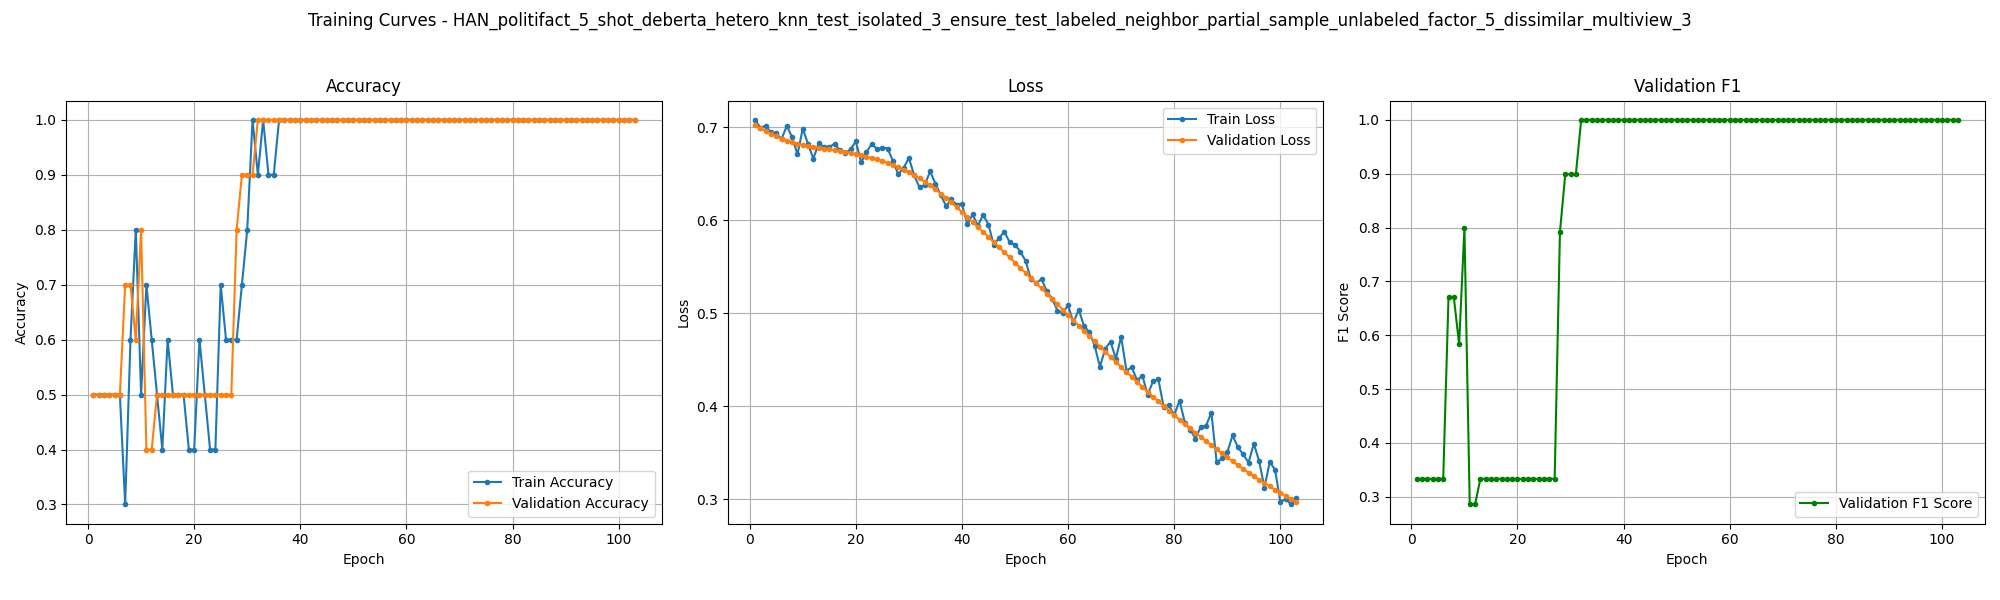 Training Curves - HAN_politifact_5_shot_deberta_hetero_knn_test_isolated_3_ensure_test_labeled_neighbor_partial_sample_unlabeled_factor_5_dissimilar_multiview_3
Accuracy
1.0
0.9
0.8
0.7
0.6
0.5
0.4
0.3
Accuracy
Train Accuracy
Validation Accuracy
0 20 40 60 80 100
Epoch
Loss
0.7
0.6
0.5
0.4
0.3
Loss
Train Loss
Validation Loss
0 20 40 60 80 100
Epoch
Validation F1
1.0
0.9
0.8
0.7
0.6
0.5
0.4
0.3
F1 Score
Validation F1 Score
0 20 40 60 80 100
Epoch